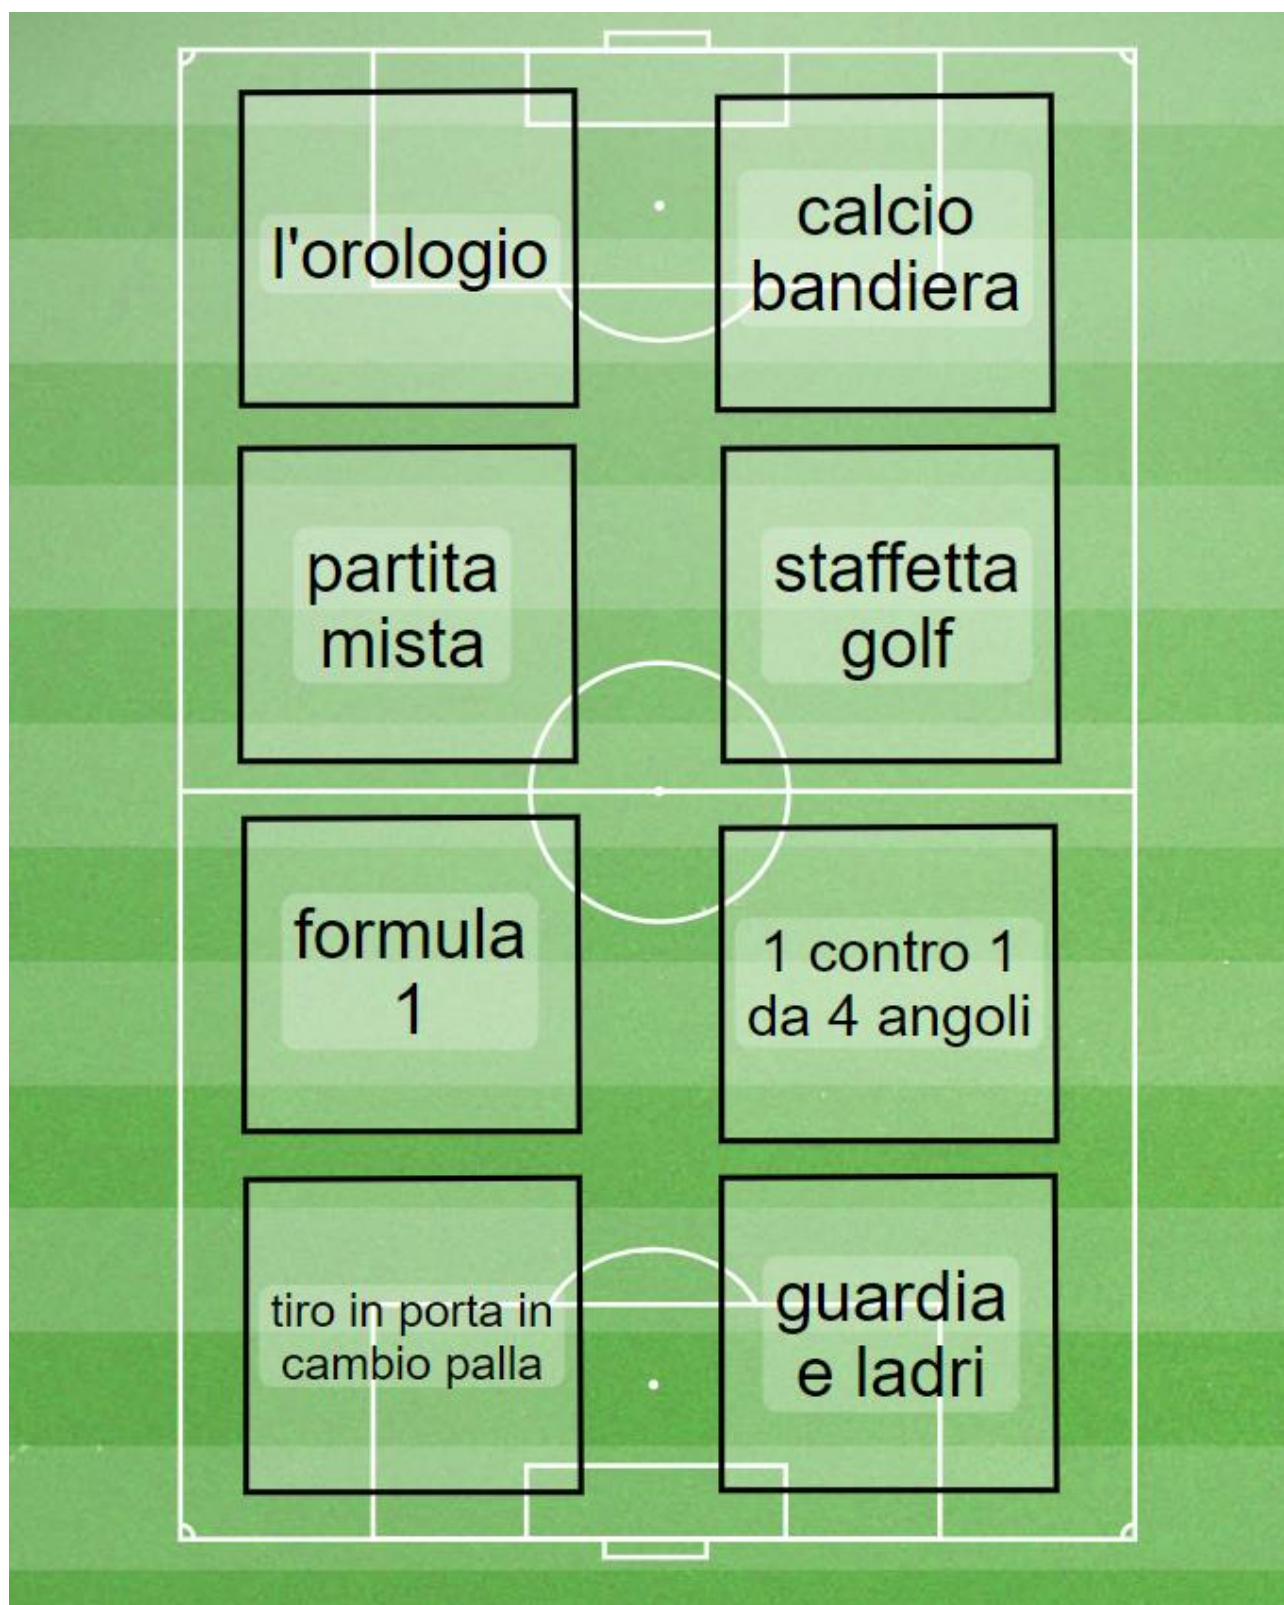 l'orologio
calcio
bandiera
partita
mista
staffetta
golf
formula
1
1 contro 1
da 4 angoli
tiro in porta in
cambio palla
guardia
e ladri